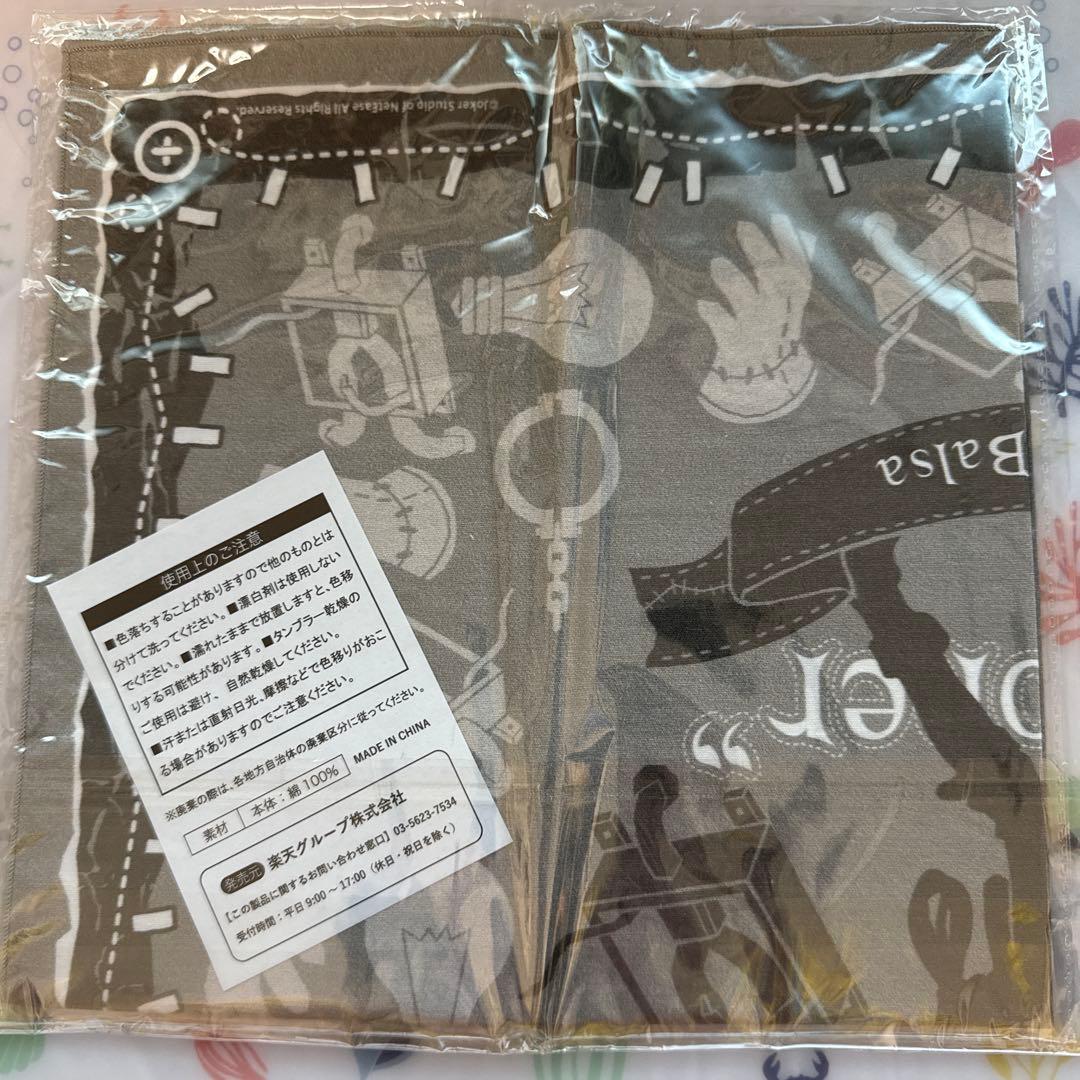 ©Joker Studio of NetEase All Rights Reserved.
Balsa
oner”
使用上のご注意
■色落ちすることがありますので他のものとは
分けて洗ってください。■漂白剤は使用しない
でください。■濡れたままで放置しますと、色移
りする可能性があります。■タンブラー乾燥の
ご使用は避け、自然乾燥してください。
■汗または直射日光、摩擦などで色移りがおこ
る場合がありますのでご注意ください。
※廃棄の際は、各地方自治体の廃棄区分に従ってください。
素材 本体：綿100% MADE IN CHINA
発売元 楽天グループ株式会社
【この製品に関するお問い合わせ窓口】03-5623-7534
受付時間：平日 9:00～17:00（休日・祝日を除く）